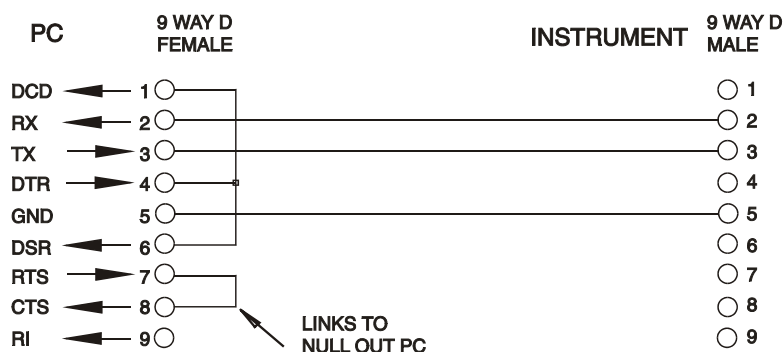 PC
9 WAY D
FEMALE
INSTRUMENT
9 WAY D
MALE
DCD 1 1
RX 2 2
TX 3 3
DTR 4 4
GND 5 5
DSR 6 6
RTS 7 7
CTS 8 8
RI 9 9
LINKS TO
NULL OUT PC